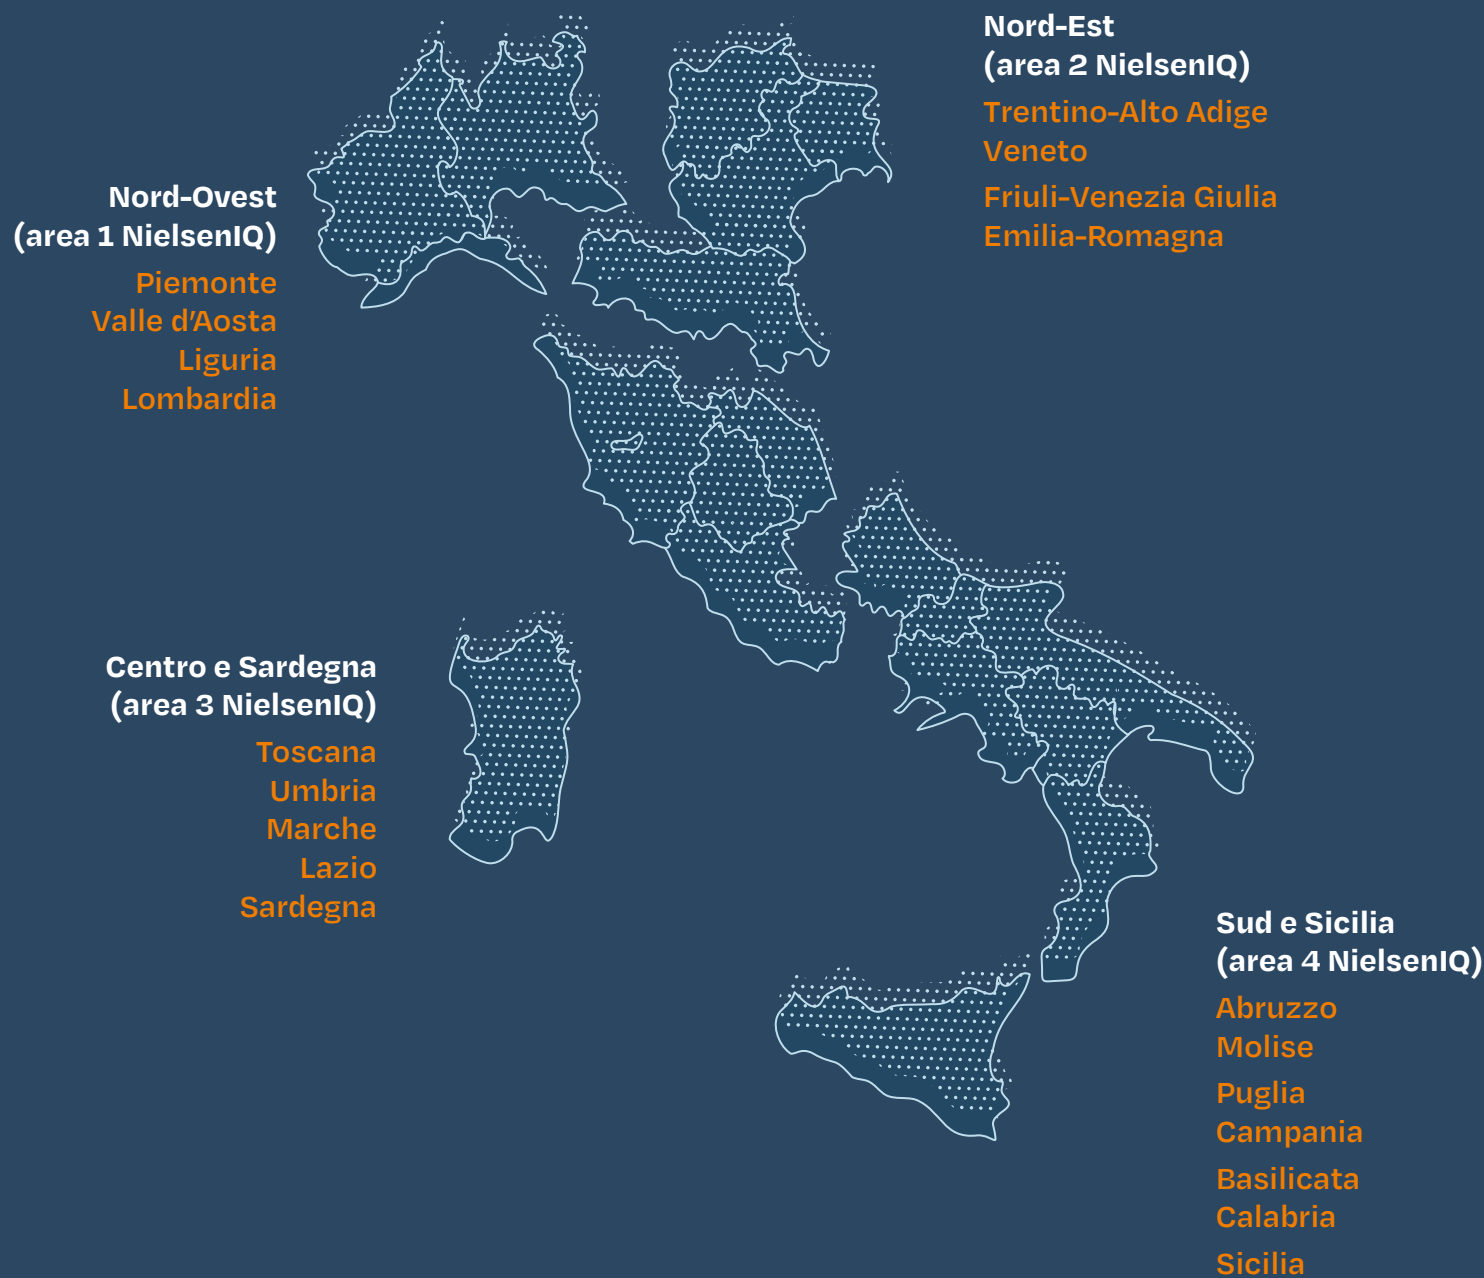 Nord-Ovest
(area 1 NielsenIQ)
Piemonte
Valle d’Aosta
Liguria
Lombardia
Nord-Est
(area 2 NielsenIQ)
Trentino-Alto Adige
Veneto
Friuli-Venezia Giulia
Emilia-Romagna
Centro e Sardegna
(area 3 NielsenIQ)
Toscana
Umbria
Marche
Lazio
Sardegna
Sud e Sicilia
(area 4 NielsenIQ)
Abruzzo
Molise
Puglia
Campania
Basilicata
Calabria
Sicilia